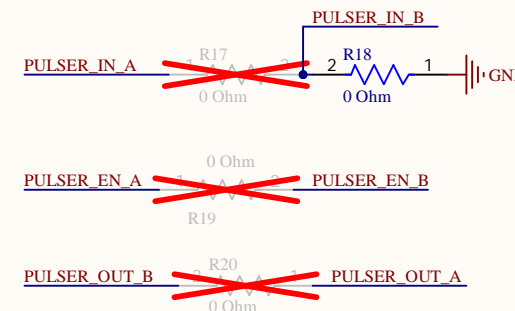 PULSER_IN_B
R17
R18
PULSER_IN_A
1 2
2 1
GN
0 Ohm
0 Ohm
0 Ohm
PULSER_EN_A
1 2
PULSER_EN_B
R19
R20
PULSER_OUT_B
2 1
PULSER_OUT_A
0 Ohm